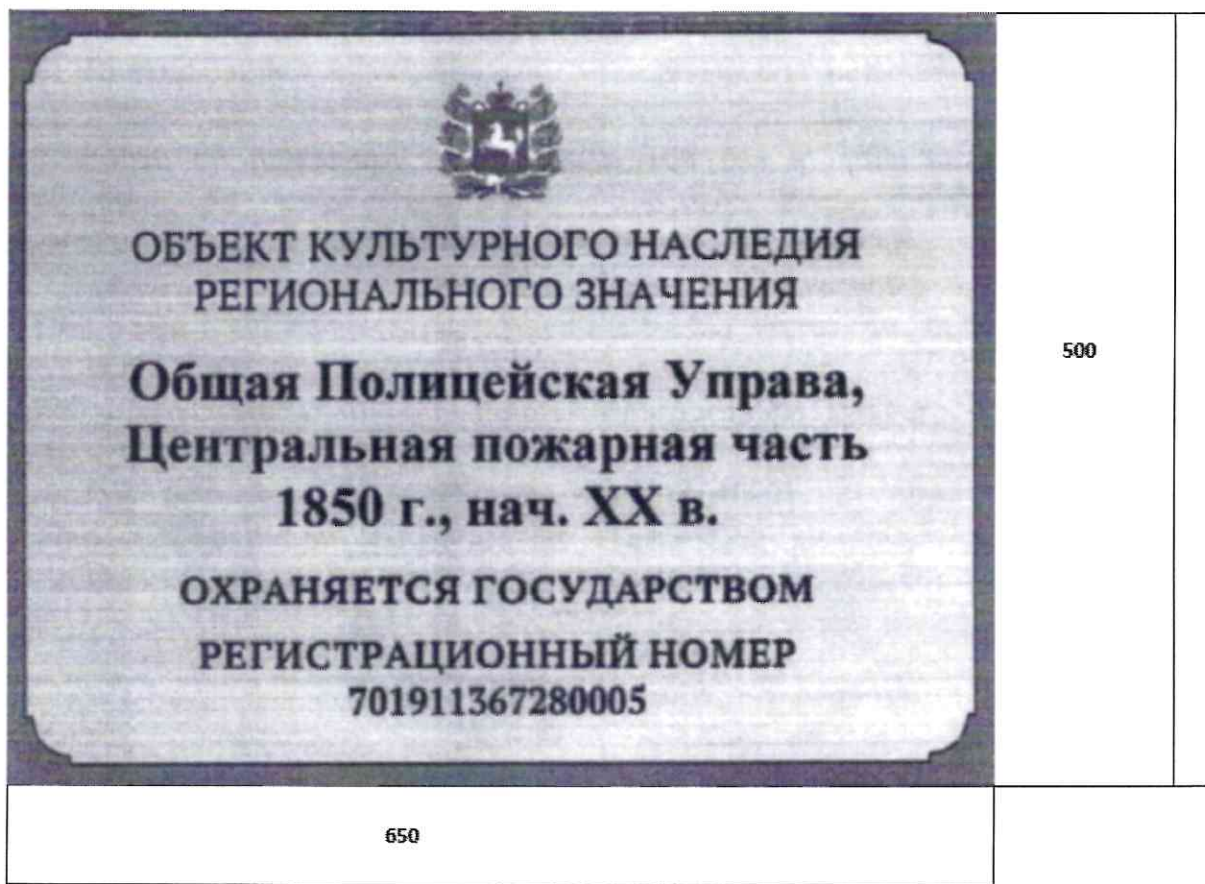 ОБЪЕКТ КУЛЬТУРНОГО НАСЛЕДИЯ
РЕГИОНАЛЬНОГО ЗНАЧЕНИЯ
Общая Полицейская Управа,
Центральная пожарная часть
1850 г., нач. XX в.
ОХРАНЯЕТСЯ ГОСУДАРСТВОМ
РЕГИСТРАЦИОННЫЙ НОМЕР
701911367280005
500
650